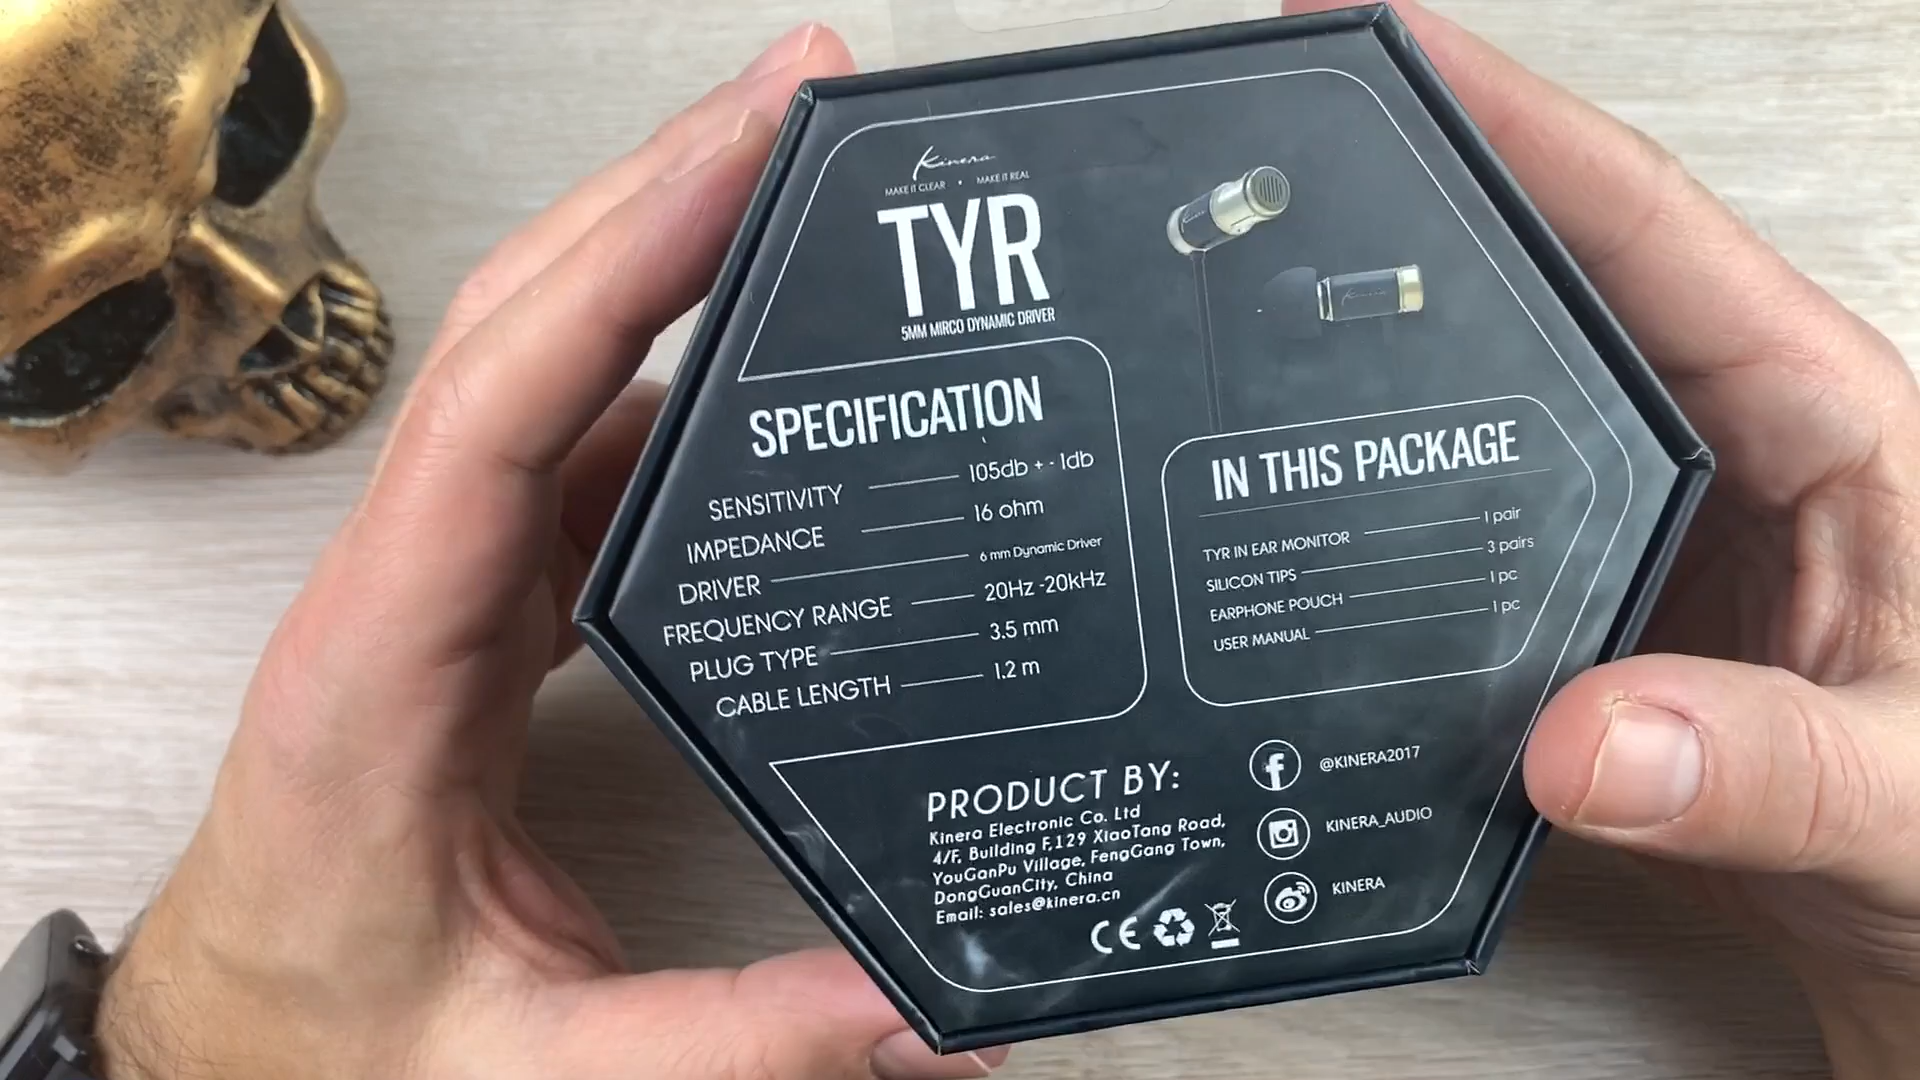 Kinera
MAKE IT CLEAR • MAKE IT REAL
TYR
5MM MIRCO DYNAMIC DRIVER
SPECIFICATION
SENSITIVITY 105db + - 1db
IMPEDANCE 16 ohm
DRIVER 6 mm Dynamic Driver
FREQUENCY RANGE 20Hz -20kHz
PLUG TYPE 3.5 mm
CABLE LENGTH 1.2 m
Kinera
Kinera
IN THIS PACKAGE
TYR IN EAR MONITOR 1 pair
SILICON TIPS 3 pairs
EARPHONE POUCH 1 pc
USER MANUAL 1 pc
PRODUCT BY:
Kinera Electronic Co. Ltd
4/F, Building F,129 XiaoTang Road,
YouGanPu Village, FengGang Town,
DongGuanCity, China
Email: sales@kinera.cn
CE
@KINERA2017
KINERA_AUDIO
KINERA